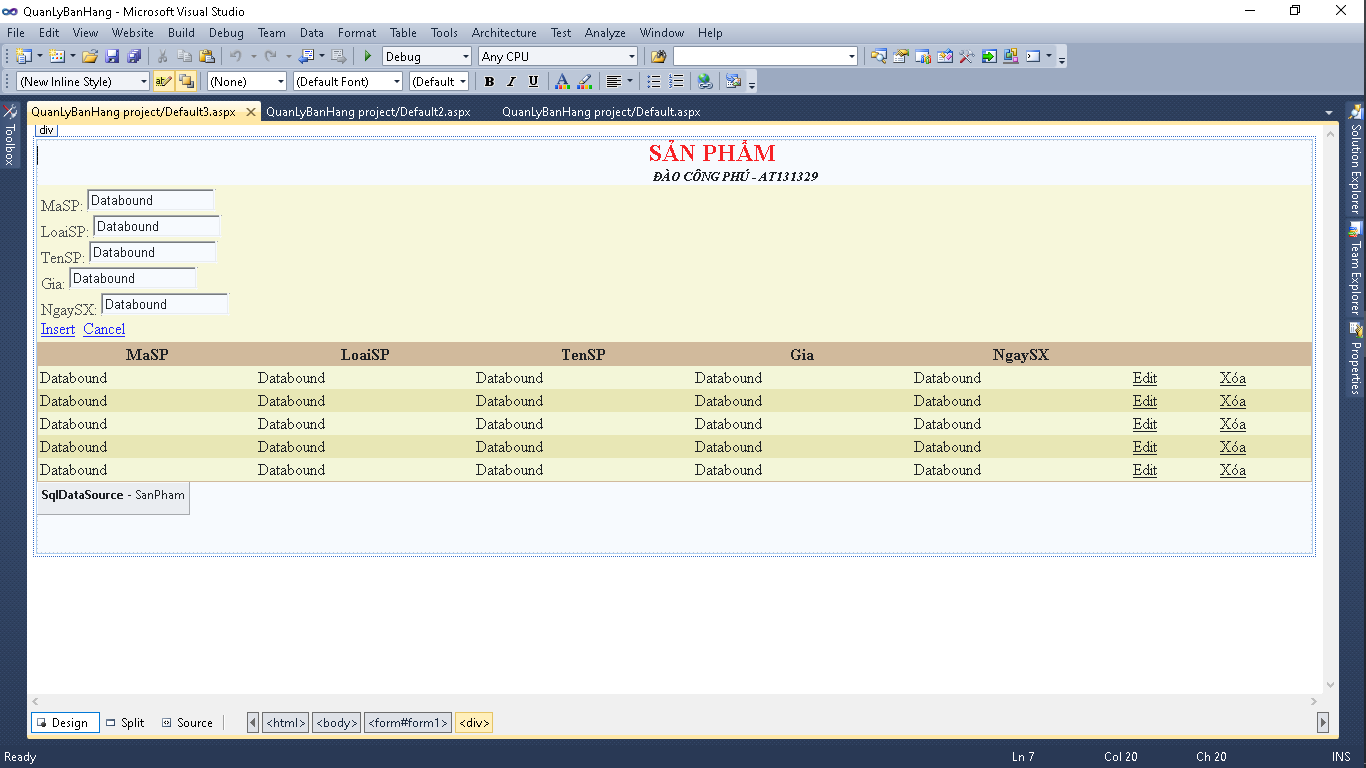 QuanLyBanHang - Microsoft Visual Studio
File Edit View Website Build Debug Team Data Format Table Tools Architecture Test Analyze Window Help
Debug Any CPU
(New Inline Style) ab (None) (Default Font) (Default B I U A
QuanLyBanHang project/Default3.aspx QuanLyBanHang project/Default2.aspx QuanLyBanHang project/Default.aspx
Toolbox
Solution Explorer
Team Explorer
Properties
div
SẢN PHẨM
ĐÀO CÔNG PHÚ - AT131329
MaSP: Databound
LoaiSP: Databound
TenSP: Databound
Gia: Databound
NgaySX: Databound
Insert Cancel
MaSP LoaiSP TenSP Gia NgaySX
Databound Databound Databound Databound Databound Edit Xóa
Databound Databound Databound Databound Databound Edit Xóa
Databound Databound Databound Databound Databound Edit Xóa
Databound Databound Databound Databound Databound Edit Xóa
Databound Databound Databound Databound Databound Edit Xóa
SqlDataSource - SanPham
Design Split Source <html> <body> <form#form1> <div>
Ready Ln 7 Col 20 Ch 20 INS